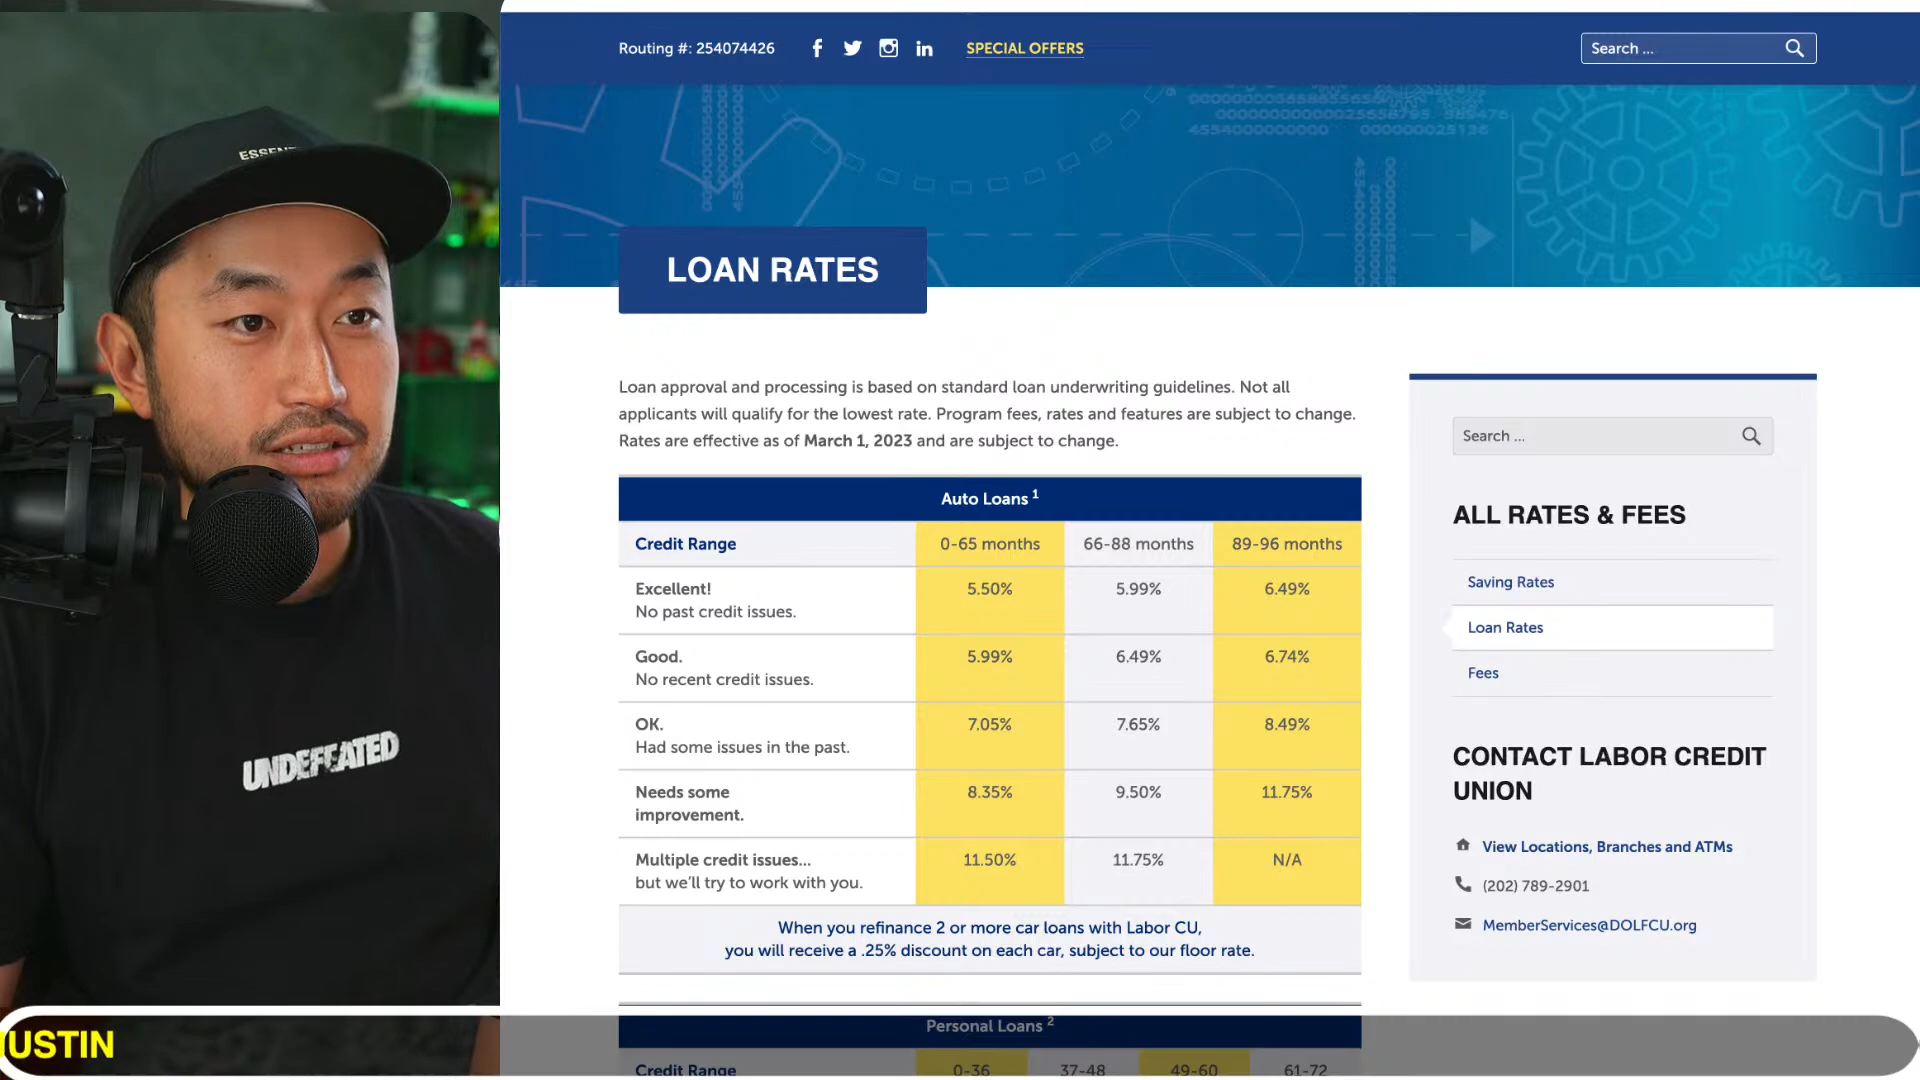 Routing #: 254074426
SPECIAL OFFERS
Search ...
LOAN RATES
Loan approval and processing is based on standard loan underwriting guidelines. Not all
applicants will qualify for the lowest rate. Program fees, rates and features are subject to change.
Rates are effective as of March 1, 2023 and are subject to change.
Auto Loans 1
Credit Range 0-65 months 66-88 months 89-96 months
Excellent! 5.50% 5.99% 6.49%
No past credit issues.
Good. 5.99% 6.49% 6.74%
No recent credit issues.
OK. 7.05% 7.65% 8.49%
Had some issues in the past.
Needs some 8.35% 9.50% 11.75%
improvement.
Multiple credit issues... 11.50% 11.75% N/A
but we'll try to work with you.
When you refinance 2 or more car loans with Labor CU,
you will receive a .25% discount on each car, subject to our floor rate.
Personal Loans 2
Credit Range 0-36 37-48 49-60 61-72
Search ...
ALL RATES & FEES
Saving Rates
Loan Rates
Fees
CONTACT LABOR CREDIT
UNION
View Locations, Branches and ATMs
(202) 789-2901
MemberServices@DOLFCU.org
UNDEFEATED
USTIN